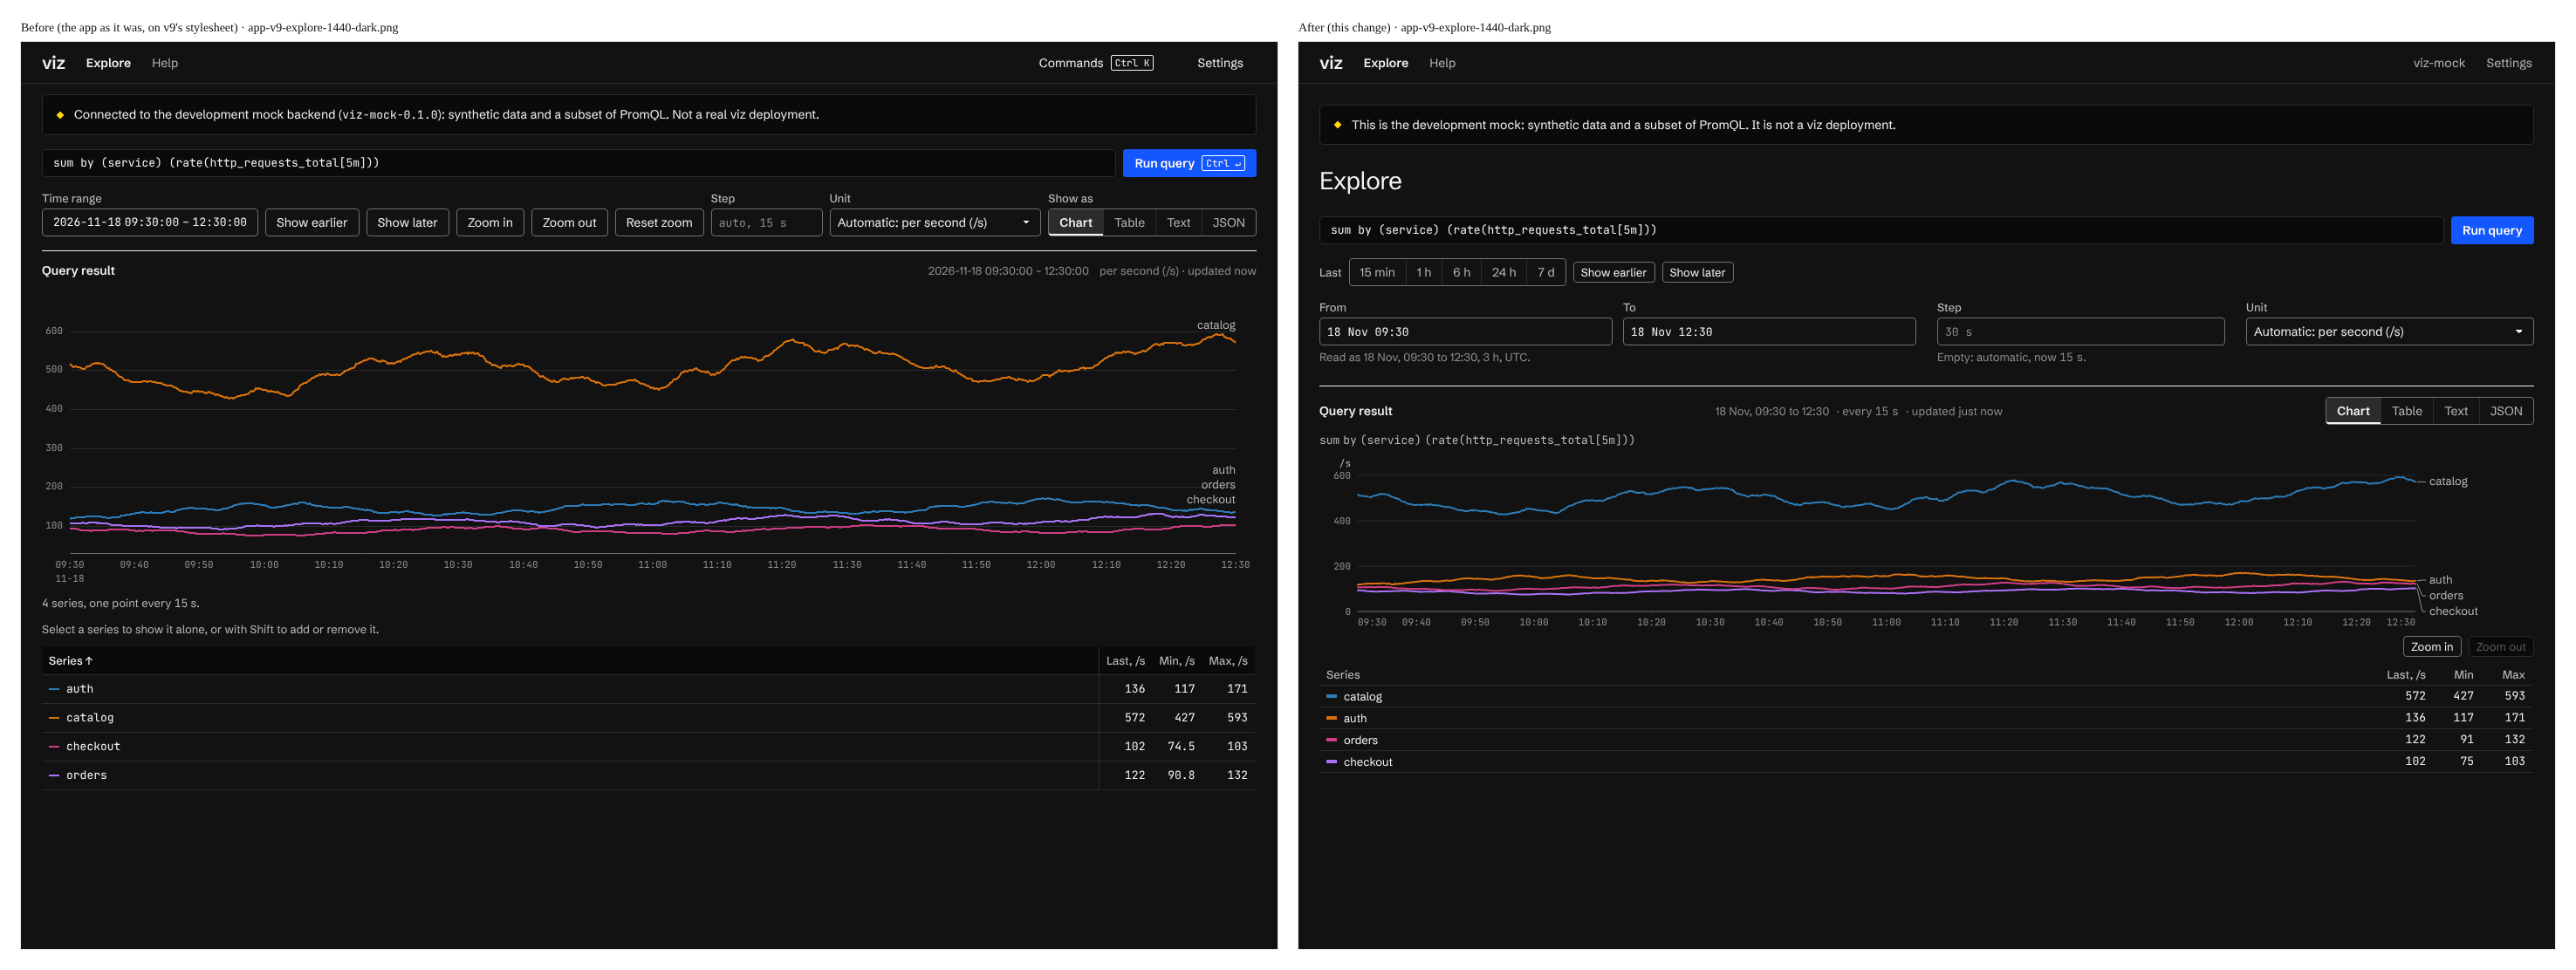 Before (the app as it was, on v9's stylesheet) · app-v9-explore-1440-dark.png
viz Explore Help Commands Ctrl K Settings
Connected to the development mock backend (viz-mock-0.1.0): synthetic data and a subset of PromQL. Not a real viz deployment.
sum by (service) (rate(http_requests_total[5m])) Run query Ctrl ↵
Time range Step Unit Show as
2026-11-18 09:30:00 – 12:30:00 Show earlier Show later Zoom in Zoom out Reset zoom auto, 15 s Automatic: per second (/s) Chart Table Text JSON
Query result 2026-11-18 09:30:00 – 12:30:00 per second (/s) · updated now
catalog
600
500
400
300
auth
200 orders
checkout
100
09:30 09:40 09:50 10:00 10:10 10:20 10:30 10:40 10:50 11:00 11:10 11:20 11:30 11:40 11:50 12:00 12:10 12:20 12:30
11-18
4 series, one point every 15 s.
Select a series to show it alone, or with Shift to add or remove it.
Series ↑ Last, /s Min, /s Max, /s
auth 136 117 171
catalog 572 427 593
checkout 102 74.5 103
orders 122 90.8 132
After (this change) · app-v9-explore-1440-dark.png
viz Explore Help viz-mock Settings
This is the development mock: synthetic data and a subset of PromQL. It is not a viz deployment.
Explore
sum by (service) (rate(http_requests_total[5m])) Run query
Last 15 min 1 h 6 h 24 h 7 d Show earlier Show later
From To Step Unit
18 Nov 09:30 18 Nov 12:30 30 s Automatic: per second (/s)
Read as 18 Nov, 09:30 to 12:30, 3 h, UTC. Empty: automatic, now 15 s.
Query result 18 Nov, 09:30 to 12:30 · every 15 s · updated just now Chart Table Text JSON
sum by (service) (rate(http_requests_total[5m]))
/s
600
catalog
400
200
auth
orders
0 checkout
09:30 09:40 09:50 10:00 10:10 10:20 10:30 10:40 10:50 11:00 11:10 11:20 11:30 11:40 11:50 12:00 12:10 12:20 12:30
Zoom in Zoom out
Series Last, /s Min Max
catalog 572 427 593
auth 136 117 171
orders 122 91 132
checkout 102 75 103